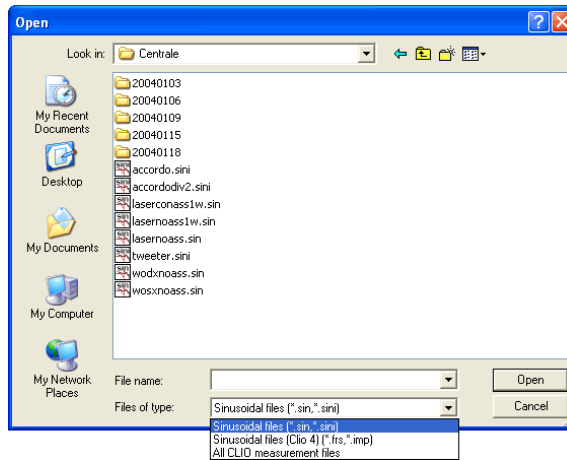 Open
Look in: Centrale
My Recent Documents
Desktop
My Documents
My Computer
My Network Places
20040103
20040106
20040109
20040115
20040118
accordo.sini
accordodiv2.sini
laserconass1w.sin
lasernoass1w.sin
lasernoass.sin
tweeter.sini
wodxnoass.sin
wosxnoass.sin
File name:
Open
Files of type: Sinusoidal files (*.sin,*.sini)
Cancel
Sinusoidal files (*.sin,*.sini)
Sinusoidal files (Clio 4) (*.frs,*.imp)
All CLIO measurement files